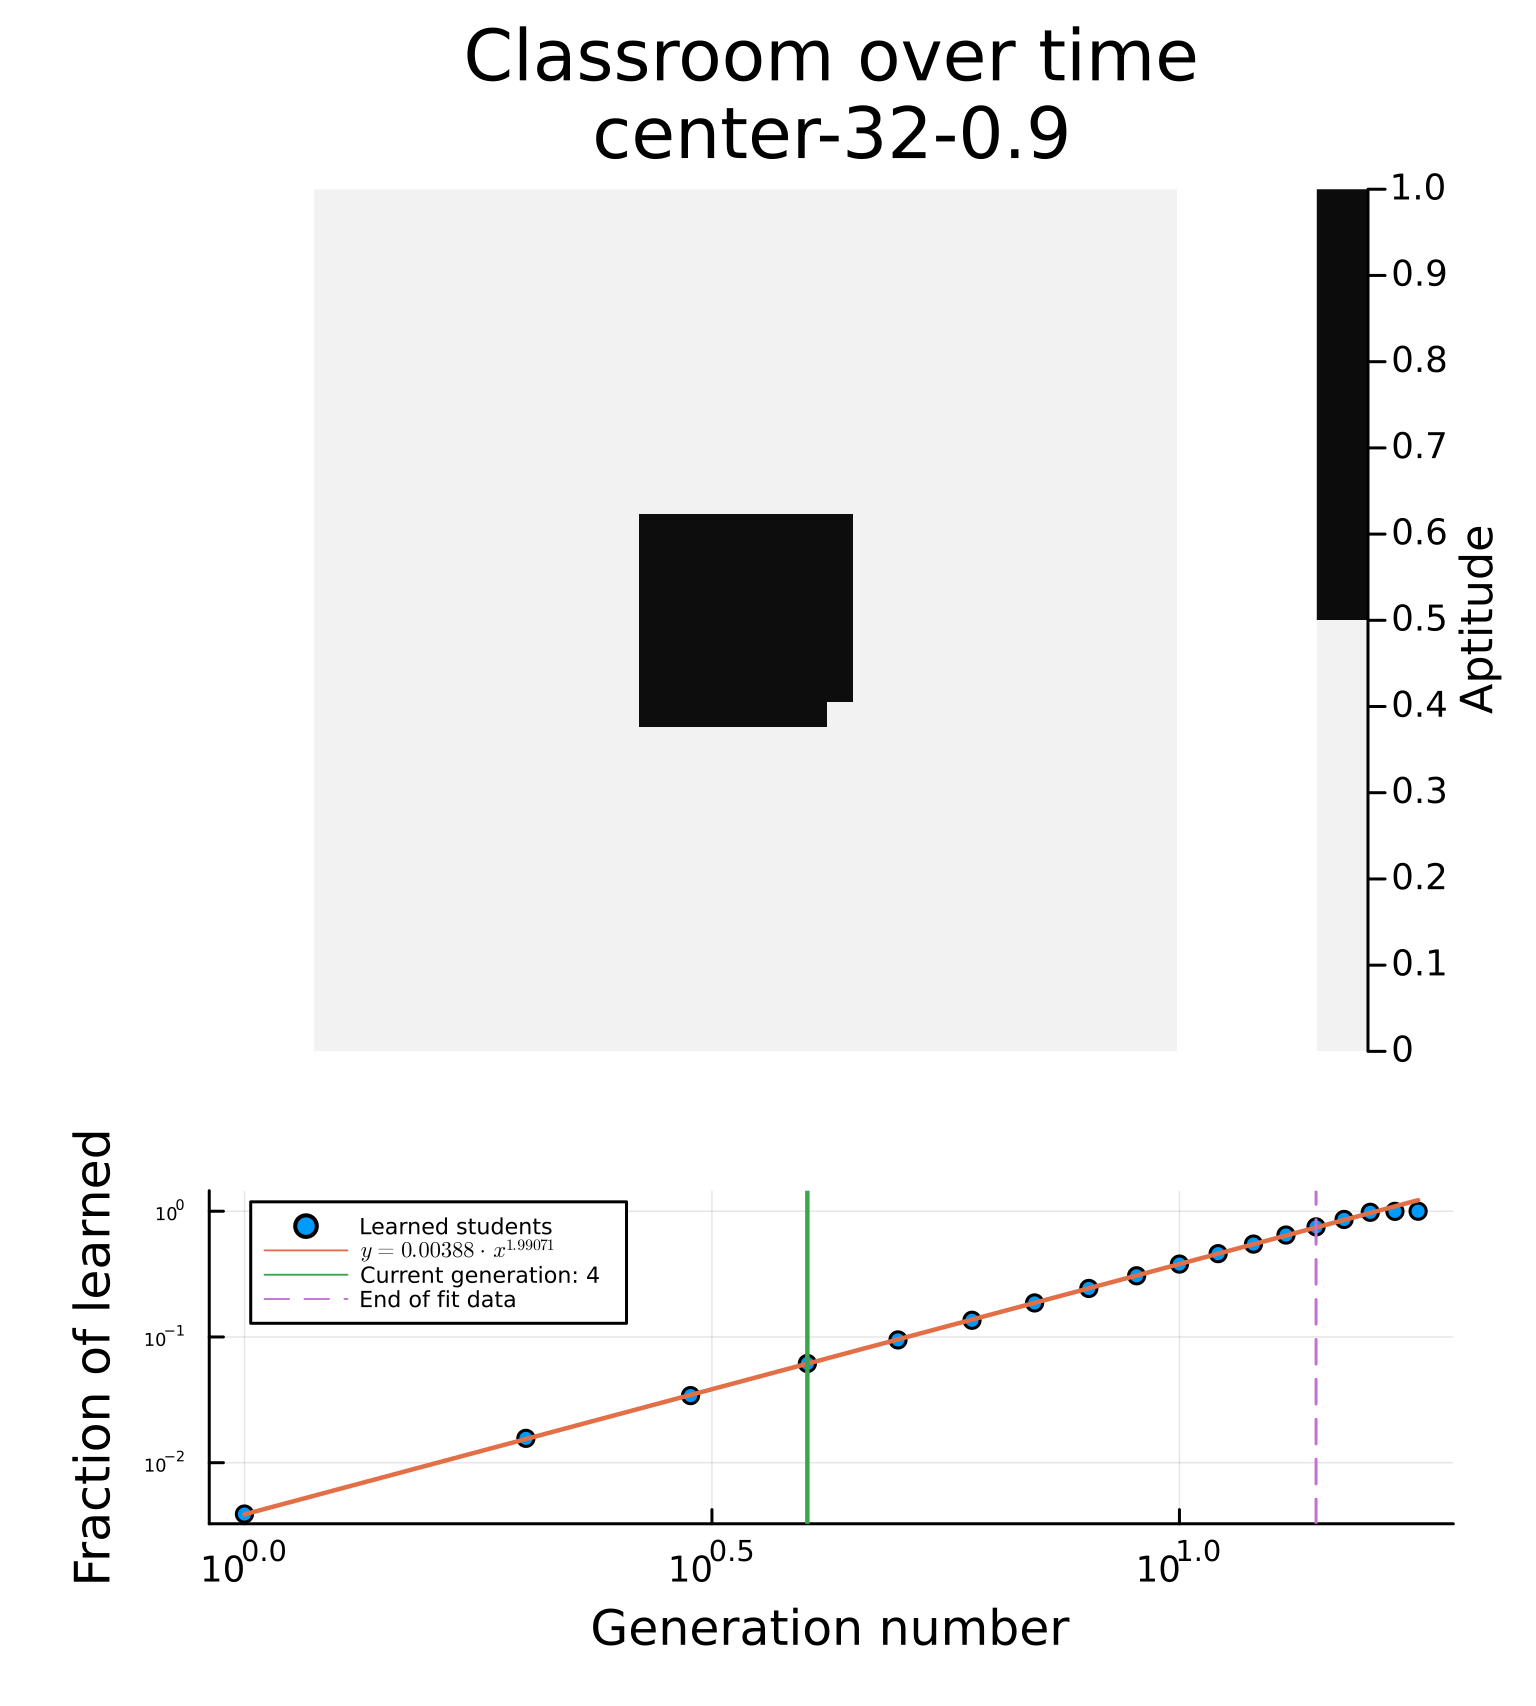 Classroom over time
center-32-0.9
1.0
0.9
0.8
0.7
0.6
0.5
0.4
0.3
0.2
0.1
0
Aptitude
Fraction of learned
10⁰
10⁻¹
10⁻²
Learned students
y = 0.00388 · x^1.99071
Current generation: 4
End of fit data
10^0.0
10^0.5
10^1.0
Generation number